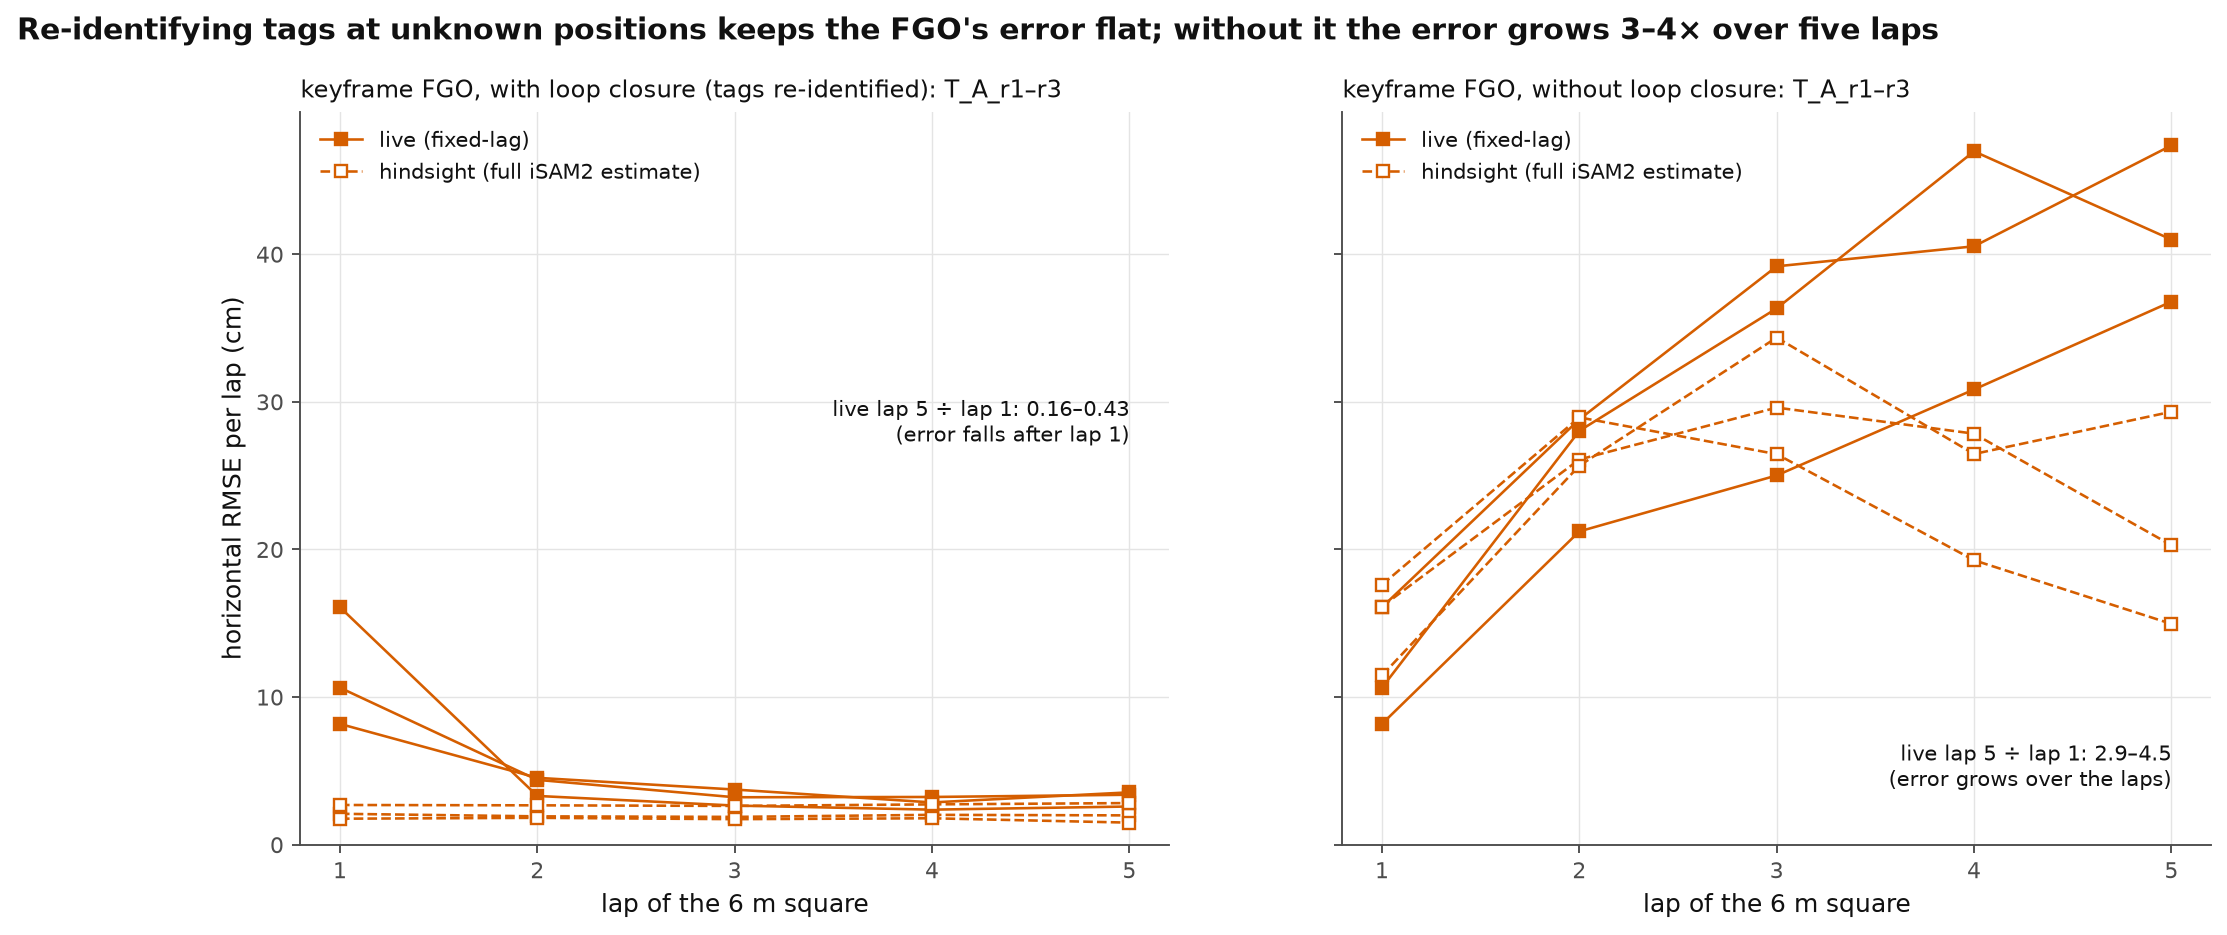 Re-identifying tags at unknown positions keeps the FGO's error flat; without it the error grows 3–4× over five laps
keyframe FGO, with loop closure (tags re-identified): T_A_r1–r3
live (fixed-lag)
hindsight (full iSAM2 estimate)
horizontal RMSE per lap (cm)
40
30
20
10
0
live lap 5 ÷ lap 1: 0.16–0.43
(error falls after lap 1)
1 2 3 4 5
lap of the 6 m square
keyframe FGO, without loop closure: T_A_r1–r3
live (fixed-lag)
hindsight (full iSAM2 estimate)
live lap 5 ÷ lap 1: 2.9–4.5
(error grows over the laps)
1 2 3 4 5
lap of the 6 m square